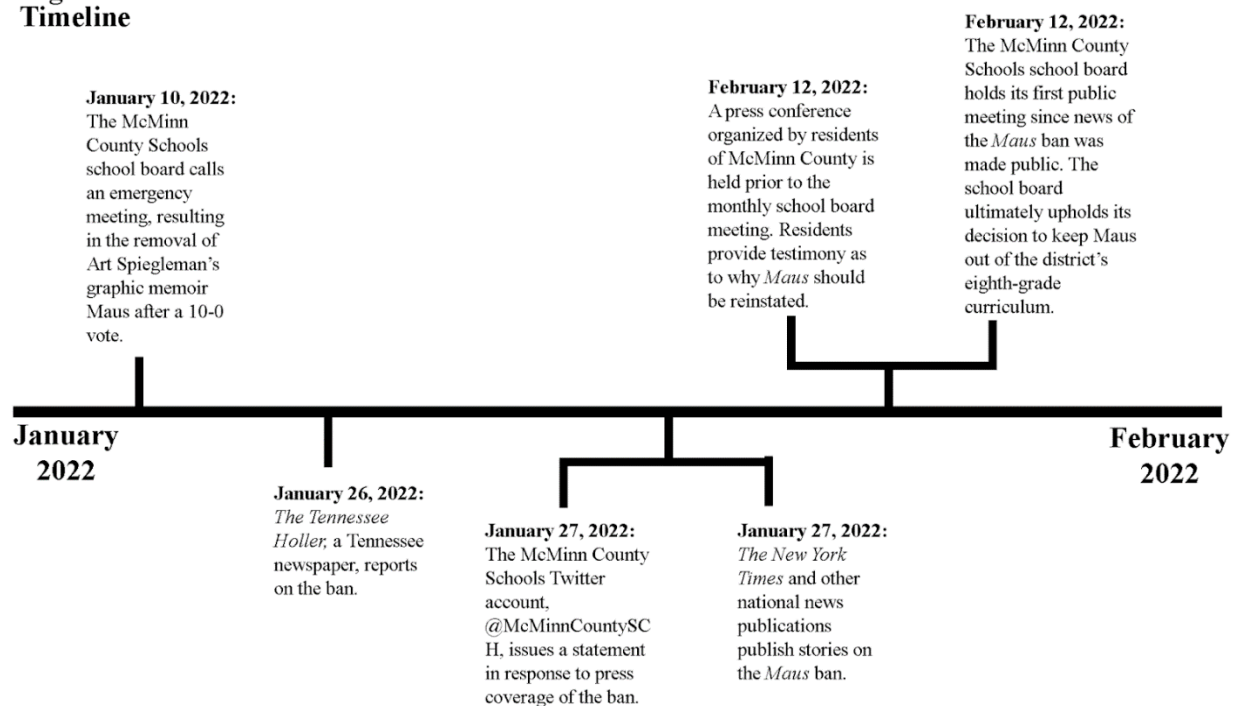 Timeline
January 10, 2022:
The McMinn
County Schools
school board calls
an emergency
meeting, resulting
in the removal of
Art Spiegleman's
graphic memoir
Maus after a 10-0
vote.
February 12, 2022:
A press conference
organized by residents
of McMinn County is
held prior to the
monthly school board
meeting. Residents
provide testimony as
to why Maus should
be reinstated.
February 12, 2022:
The McMinn County
Schools school board
holds its first public
meeting since news of
the Maus ban was
made public. The
school board
ultimately upholds its
decision to keep Maus
out of the district's
eighth-grade
curriculum.
January
2022
February
2022
January 26, 2022:
The Tennessee
Holler, a Tennessee
newspaper, reports
on the ban.
January 27, 2022:
The McMinn County
Schools Twitter
account,
@McMinnCountySC
H, issues a statement
in response to press
coverage of the ban.
January 27, 2022:
The New York
Times and other
national news
publications
publish stories on
the Maus ban.